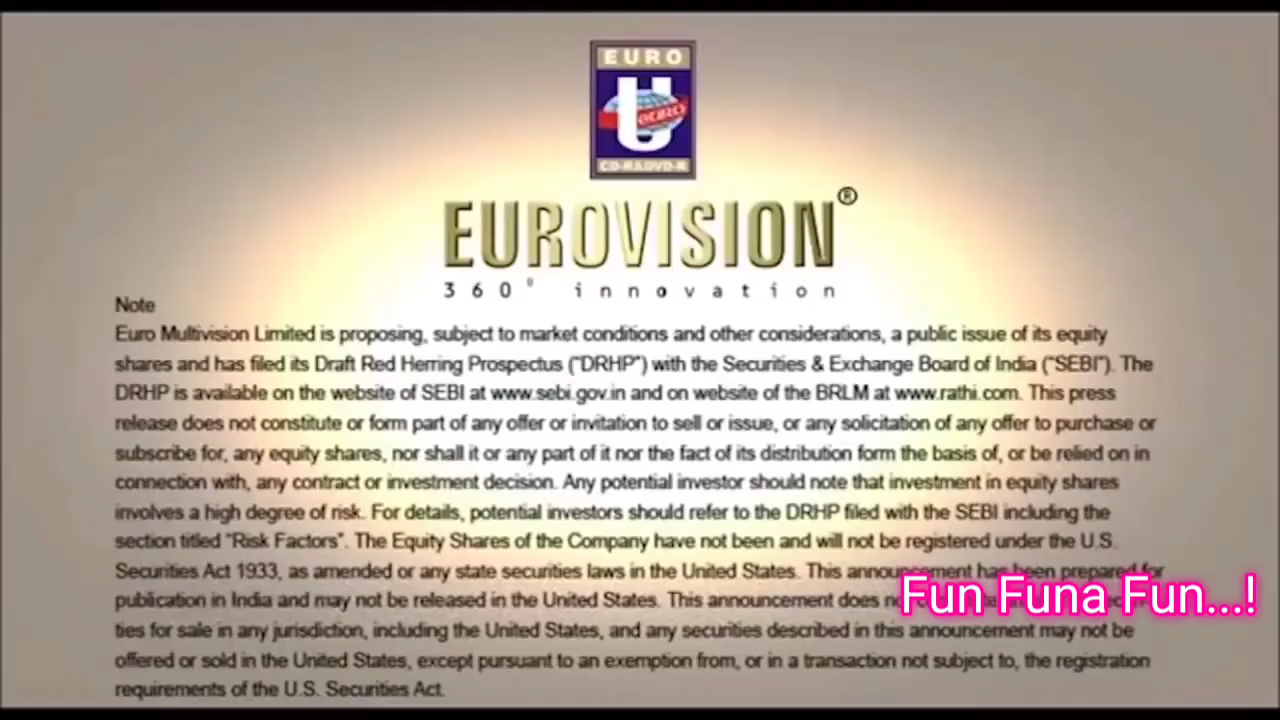 EURO
U
CD-R&DVD-R
EUROVISION®
360° innovation
Note
Euro Multivision Limited is proposing, subject to market conditions and other considerations, a public issue of its equity
shares and has filed its Draft Red Herring Prospectus ("DRHP") with the Securities & Exchange Board of India ("SEBI"). The
DRHP is available on the website of SEBI at www.sebi.gov.in and on website of the BRLM at www.rathi.com. This press
release does not constitute or form part of any offer or invitation to sell or issue, or any solicitation of any offer to purchase or
subscribe for, any equity shares, nor shall it or any part of it nor the fact of its distribution form the basis of, or be relied on in
connection with, any contract or investment decision. Any potential investor should note that investment in equity shares
involves a high degree of risk. For details, potential investors should refer to the DRHP filed with the SEBI including the
section titled "Risk Factors". The Equity Shares of the Company have not been and will not be registered under the U.S.
Securities Act 1933, as amended or any state securities laws in the United States. This announcement has been prepared for
publication in India and may not be released in the United States. This announcement does
Fun Funa Fun...!
ties for sale in any jurisdiction, including the United States, and any securities described in this announcement may not be
offered or sold in the United States, except pursuant to an exemption from, or in a transaction not subject to, the registration
requirements of the U.S. Securities Act.